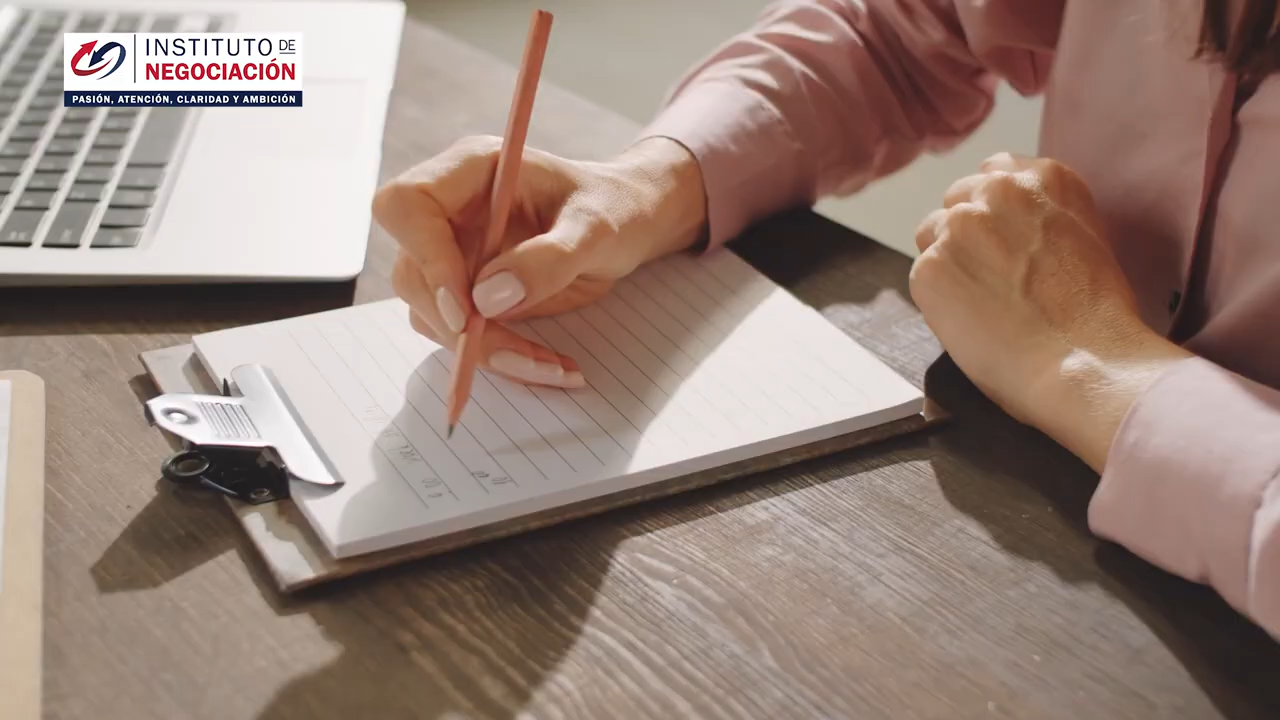 INSTITUTO DE
NEGOCIACIÓN
PASIÓN, ATENCIÓN, CLARIDAD Y AMBICIÓN